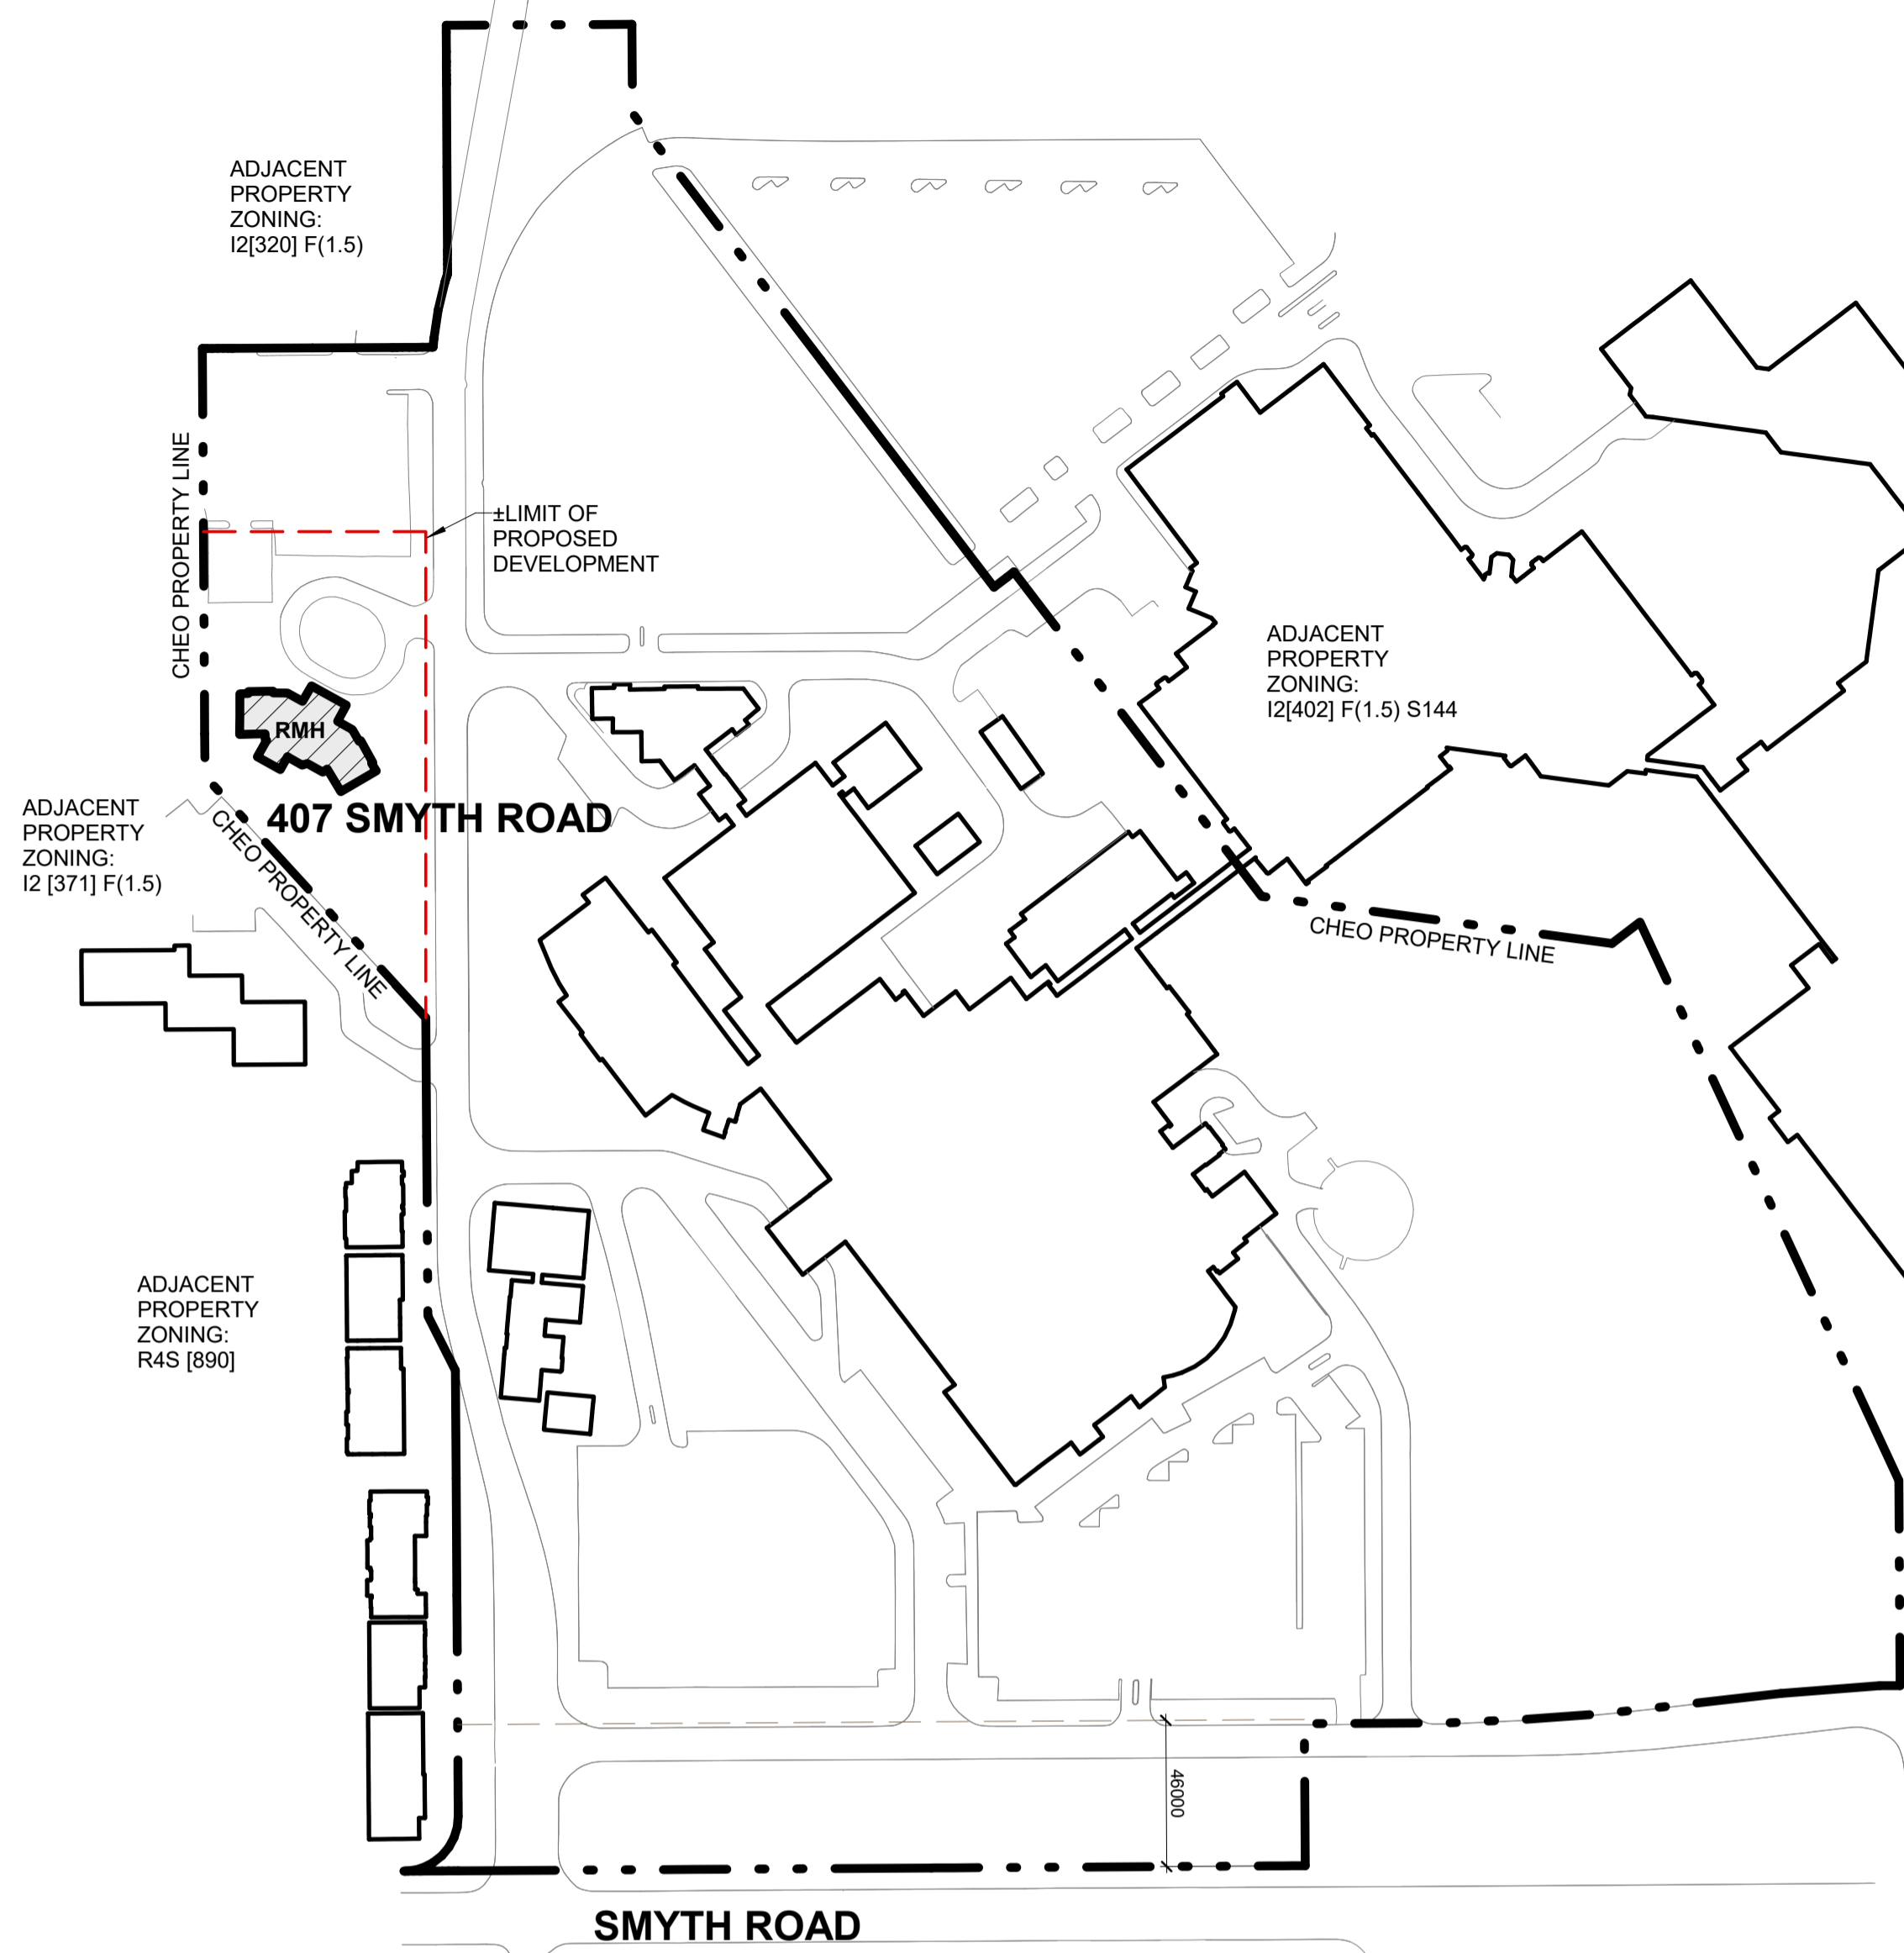 ADJACENT
PROPERTY
ZONING:
I2[320] F(1.5)
CHEO PROPERTY LINE
±LIMIT OF
PROPOSED
DEVELOPMENT
ADJACENT
PROPERTY
ZONING:
I2[402] F(1.5) S144
RMH
407 SMYTH ROAD
ADJACENT
PROPERTY
ZONING:
I2 [371] F(1.5)
CHEO PROPERTY LINE
CHEO PROPERTY LINE
ADJACENT
PROPERTY
ZONING:
R4S [890]
46000
SMYTH ROAD